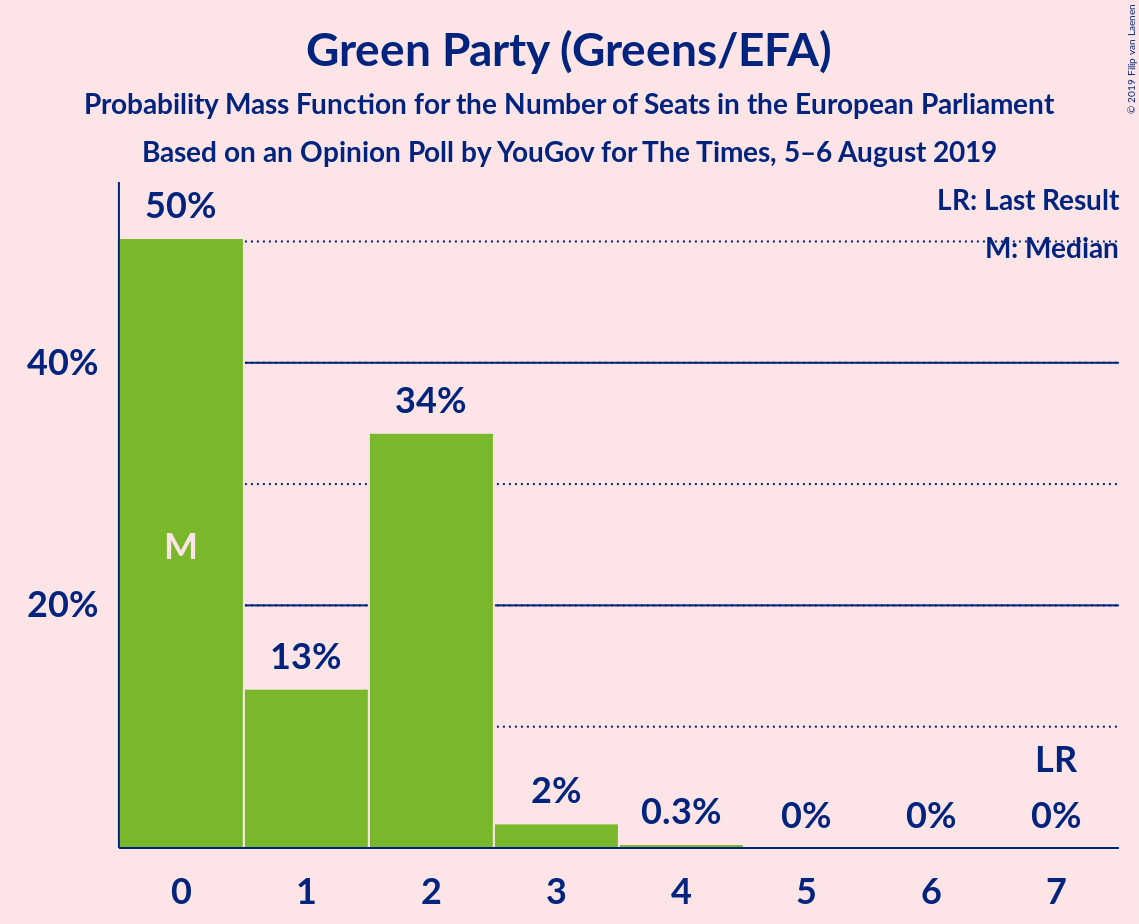 Green Party (Greens/EFA)
Probability Mass Function for the Number of Seats in the European Parliament
Based on an Opinion Poll by YouGov for The Times, 5–6 August 2019
© 2019 Filip van Laenen
LR: Last Result
M: Median
50%
40%
34%
M
20%
13%
LR
2%
0.3%
0%
0%
0%
0 1 2 3 4 5 6 7